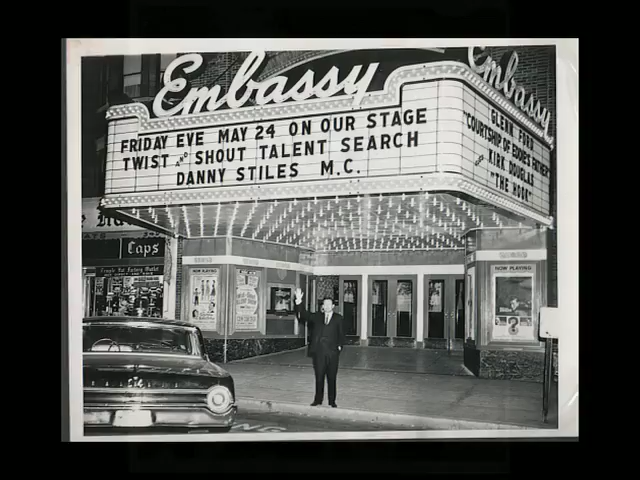 Embassy
FRIDAY EVE MAY 24 ON OUR STAGE
TWIST AND SHOUT TALENT SEARCH
DANNY STILES M.C.
Embassy
GLENN FORD
"COURTSHIP OF EDDIE'S FATHER"
KIRK DOUGLAS
"THE HOOK"
Caps
NOW PLAYING
NOW PLAYING
?